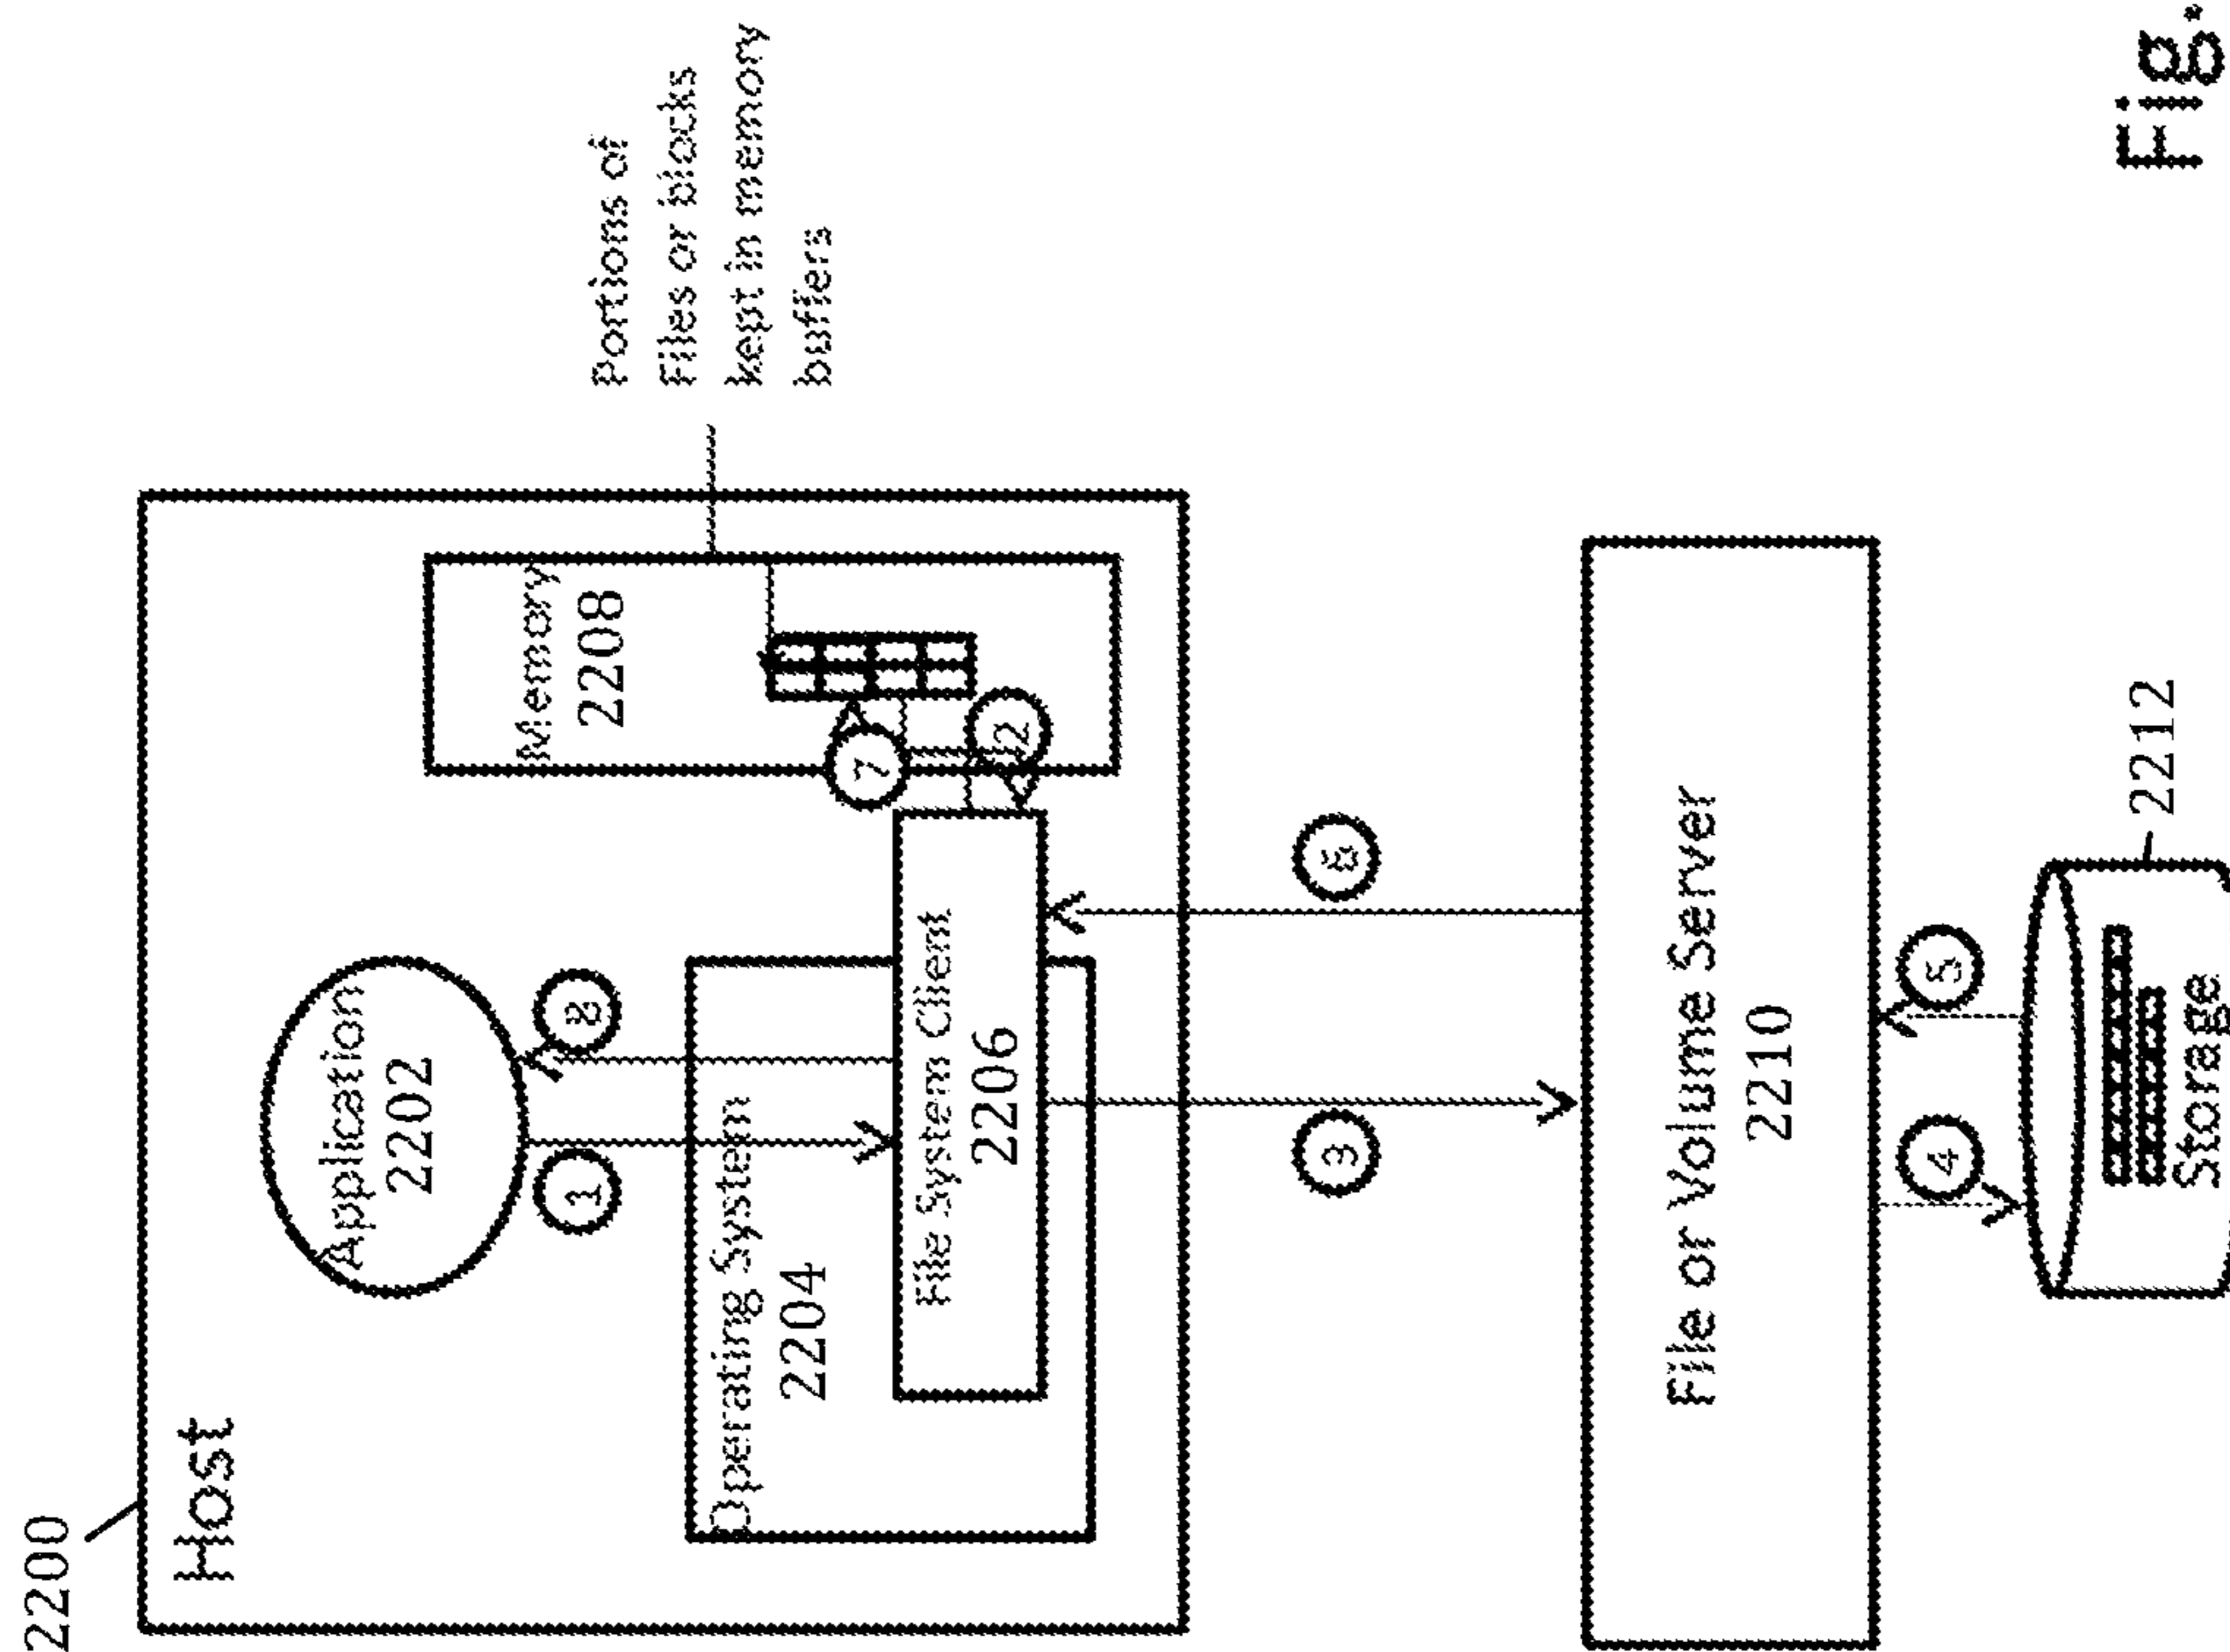 2200
Host
Application
2202
8
1
Operating System
2204
File System Client
2206
Memory
2208
7
2
Portions of
Files or blocks
kept in memory
buffers
6
3
File or Volume Server
2210
5
4
Storage
2212
Fig.